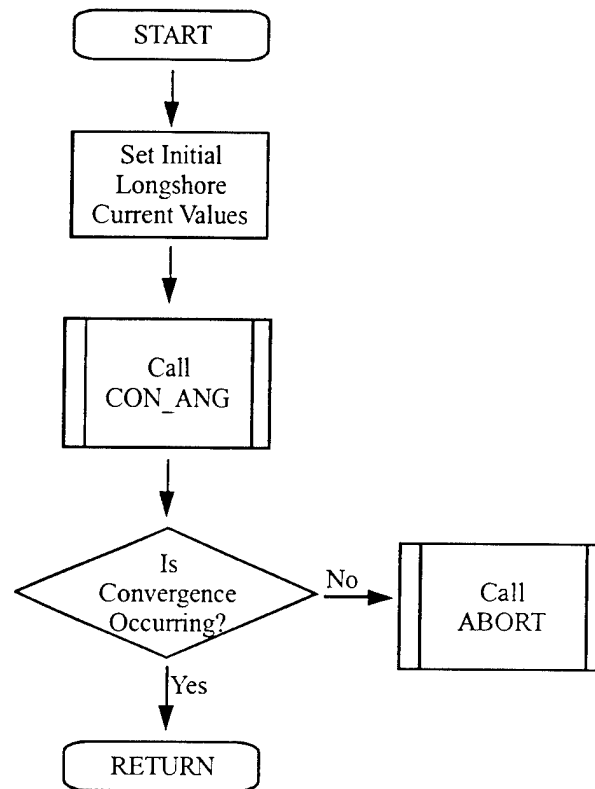 START
Set Initial
Longshore
Current Values
Call
CON_ANG
Is
Convergence
Occurring?
No
Call
ABORT
Yes
RETURN